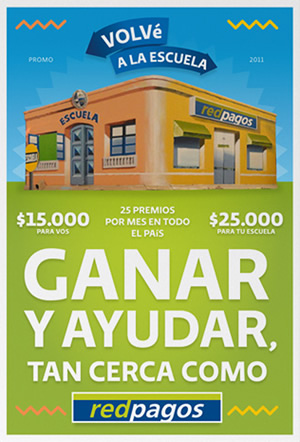 VOLVÉ
A LA ESCUELA
PROMO
2011
ESCUELA
redpagos
ESCUELA
$15.000
PARA VOS
25 PREMIOS
POR MES EN TODO
EL PAÍS
$25.000
PARA TU ESCUELA
GANAR
Y AYUDAR,
TAN CERCA COMO
redpagos